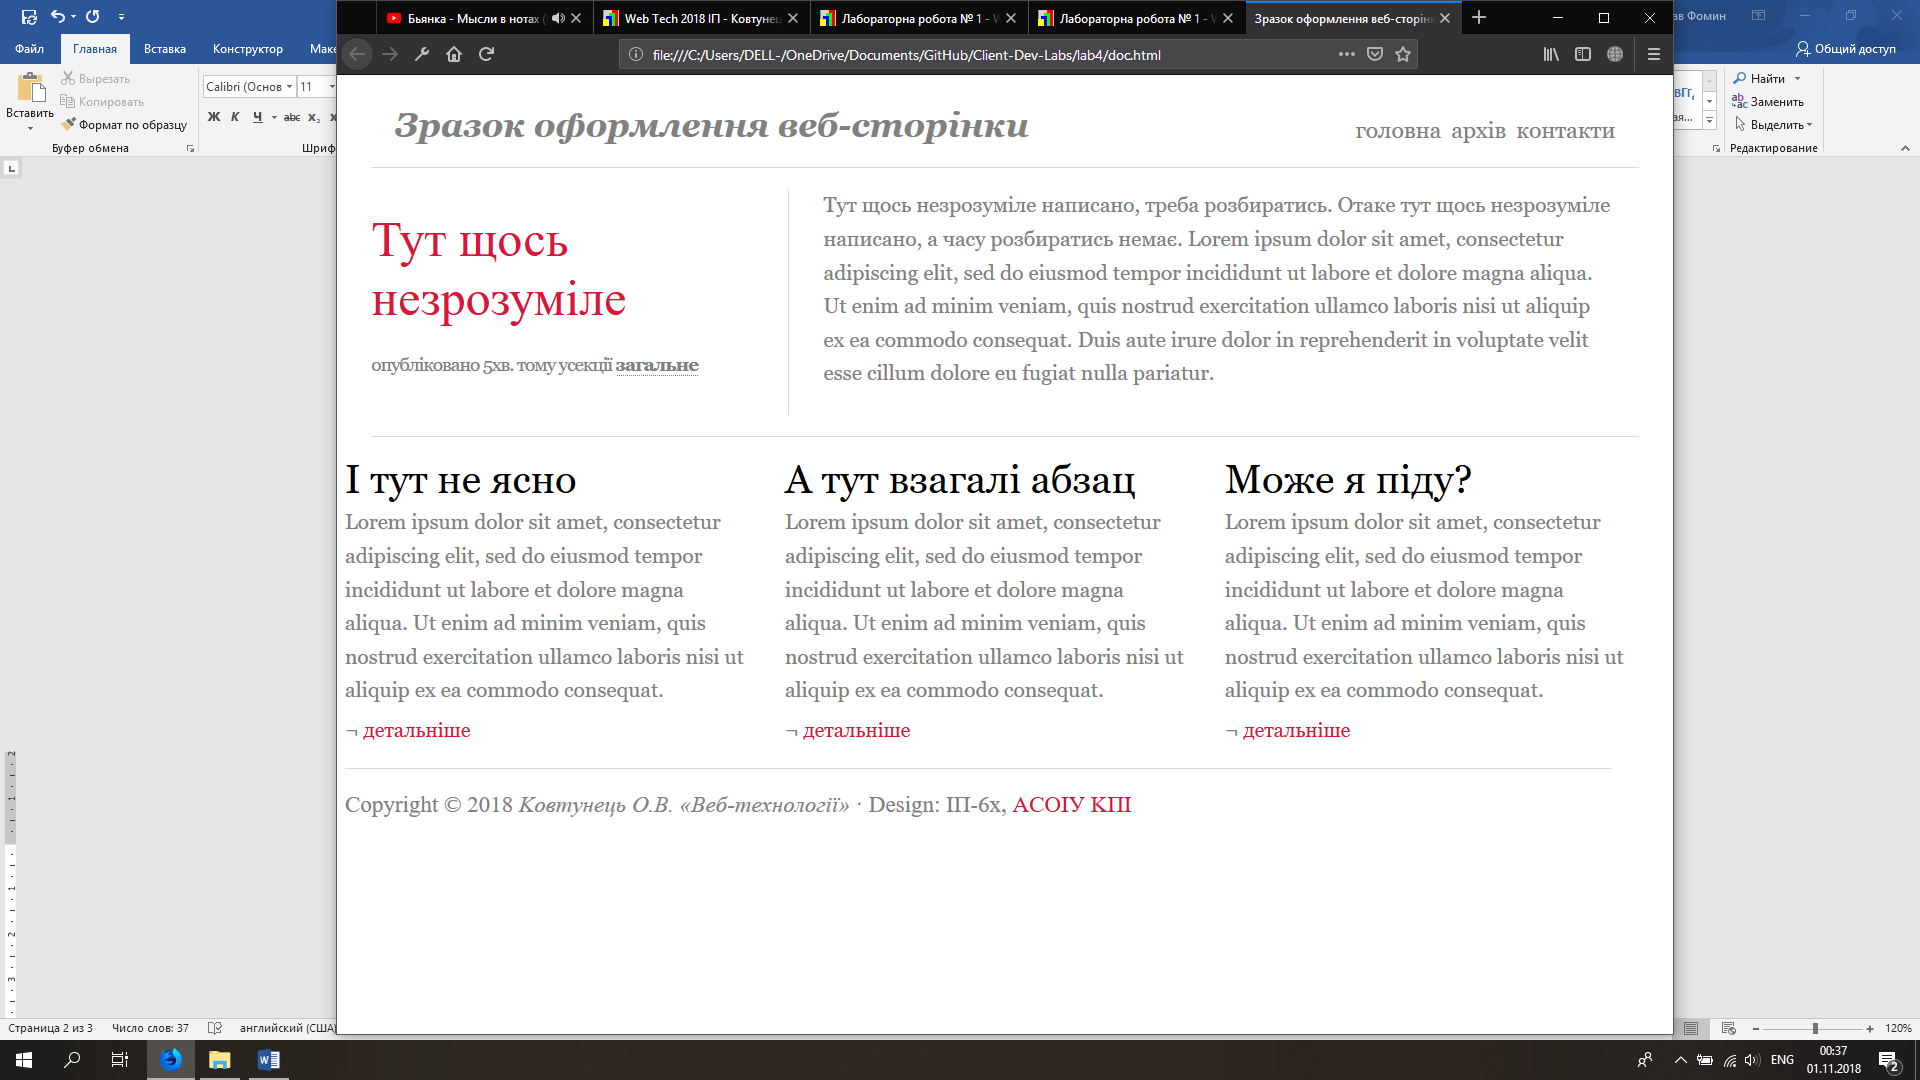 Бьянка - Мысли в нотах
Web Tech 2018 ІП - Ковтунец
Лабораторна робота № 1 -
Лабораторна робота № 1 -
Зразок оформлення веб-сторінк
ав Фомин
Файл
Главная
Вставка
Конструктор
Маке
file:///C:/Users/DELL-/OneDrive/Documents/GitHub/Client-Dev-Labs/lab4/doc.html
Общий доступ
Вставить
Вырезать
Копировать
Формат по образцу
Буфер обмена
Calibri (Основ
11
Ж К Ч abc x₂
Шриф
Найти
Заменить
Выделить
Редактирование
Зразок оформлення веб-сторінки
головна архів контакти
Тут щось
незрозуміле
опубліковано 5хв. тому усекції загальне
Тут щось незрозуміле написано, треба розбиратись. Отаке тут щось незрозуміле
написано, а часу розбиратись немає. Lorem ipsum dolor sit amet, consectetur
adipiscing elit, sed do eiusmod tempor incididunt ut labore et dolore magna aliqua.
Ut enim ad minim veniam, quis nostrud exercitation ullamco laboris nisi ut aliquip
ex ea commodo consequat. Duis aute irure dolor in reprehenderit in voluptate velit
esse cillum dolore eu fugiat nulla pariatur.
І тут не ясно
Lorem ipsum dolor sit amet, consectetur
adipiscing elit, sed do eiusmod tempor
incididunt ut labore et dolore magna
aliqua. Ut enim ad minim veniam, quis
nostrud exercitation ullamco laboris nisi ut
aliquip ex ea commodo consequat.
¬ детальніше
А тут взагалі абзац
Lorem ipsum dolor sit amet, consectetur
adipiscing elit, sed do eiusmod tempor
incididunt ut labore et dolore magna
aliqua. Ut enim ad minim veniam, quis
nostrud exercitation ullamco laboris nisi ut
aliquip ex ea commodo consequat.
¬ детальніше
Може я піду?
Lorem ipsum dolor sit amet, consectetur
adipiscing elit, sed do eiusmod tempor
incididunt ut labore et dolore magna
aliqua. Ut enim ad minim veniam, quis
nostrud exercitation ullamco laboris nisi ut
aliquip ex ea commodo consequat.
¬ детальніше
Copyright © 2018 Ковтунець О.В. «Веб-технології» · Design: ІП-6х, АСОІУ КПІ
Страница 2 из 3
Число слов: 37
английский (США)
120%
ENG
00:37
01.11.2018
2